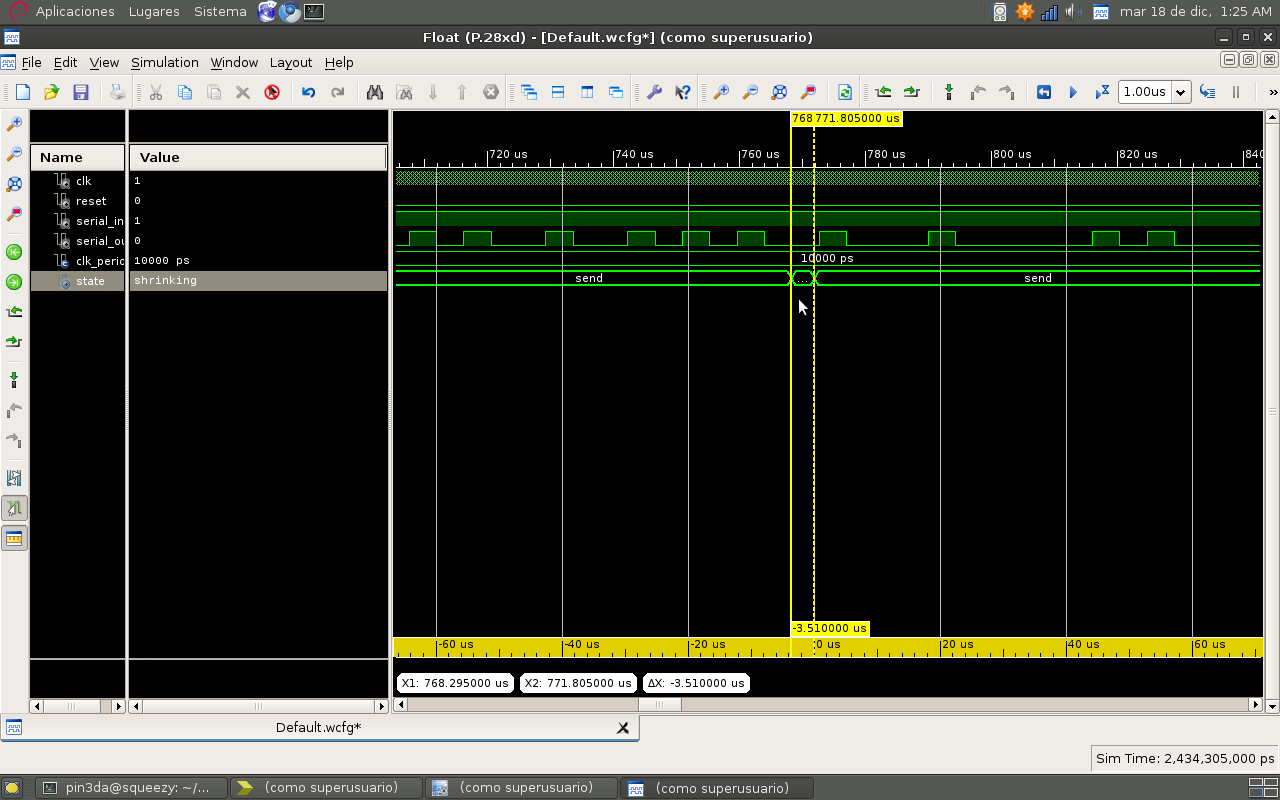 Aplicaciones Lugares Sistema mar 18 de dic, 1:25 AM
Float (P.28xd) - [Default.wcfg*] (como superusuario)
File Edit View Simulation Window Layout Help
1.00us »
768 771.805000 us
720 us 740 us 760 us 780 us 800 us 820 us 840
Name Value
clk 1
reset 0
serial_in 1
serial_ou 0
clk_peric 10000 ps 10000 ps
state shrinking send ... send
-3.510000 us
-60 us -40 us -20 us 0 us 20 us 40 us 60 us
X1: 768.295000 us X2: 771.805000 us ΔX: -3.510000 us
Default.wcfg*
Sim Time: 2,434,305,000 ps
pin3da@squeezy: ~/... (como superusuario) (como superusuario) (como superusuario)